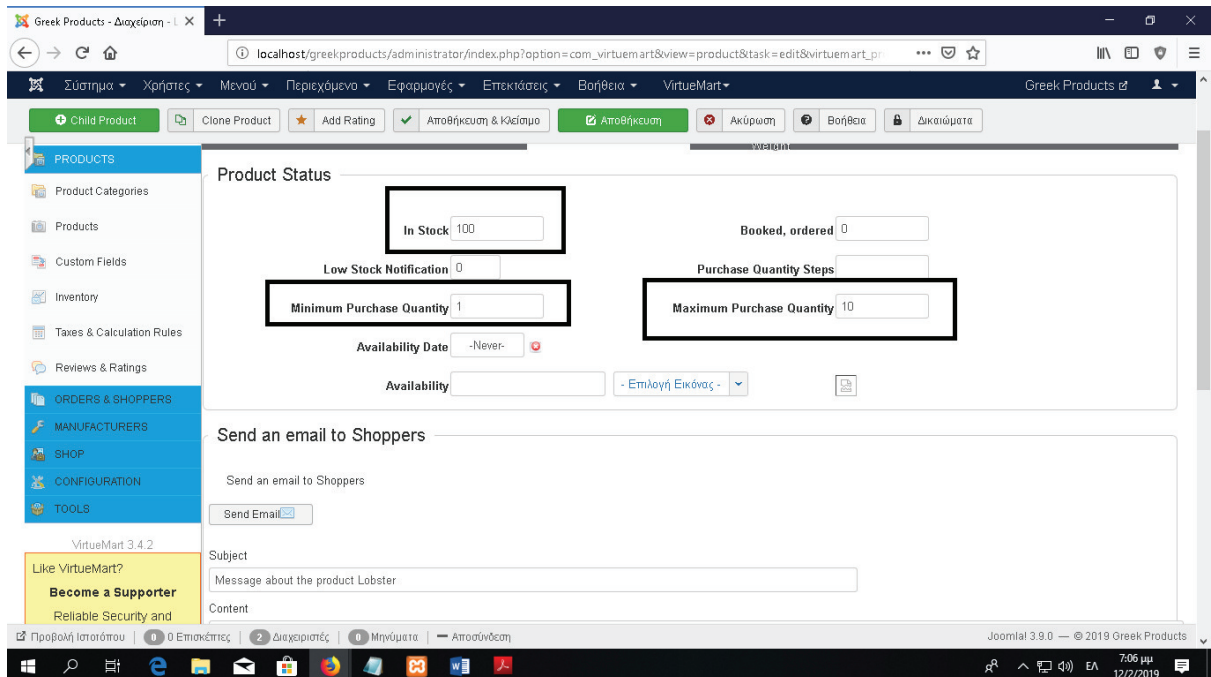 Greek Products - Διαχείριση - L
localhost/greekproducts/administrator/index.php?option=com_virtuemart&view=product&task=edit&virtuemart_pr
Σύστημα Χρήστες Μενού Περιεχόμενο Εφαρμογές Επεκτάσεις Βοήθεια VirtueMart Greek Products
Child Product Clone Product Add Rating Αποθήκευση & Κλείσιμο Αποθήκευση Ακύρωση Βοήθεια Δικαιώματα
Weight
PRODUCTS
Product Categories
Products
Custom Fields
Inventory
Taxes & Calculation Rules
Reviews & Ratings
ORDERS & SHOPPERS
MANUFACTURERS
SHOP
CONFIGURATION
TOOLS
VirtueMart 3.4.2
Like VirtueMart?
Become a Supporter
Reliable Security and
Product Status
In Stock 100
Booked, ordered 0
Low Stock Notification 0
Purchase Quantity Steps
Minimum Purchase Quantity 1
Maximum Purchase Quantity 10
Availability Date -Never-
Availability - Επιλογή Εικόνας -
Send an email to Shoppers
Send an email to Shoppers
Send Email
Subject
Message about the product Lobster
Content
Προβολή Ιστοτόπου | 0 0 Επισκέπτες | 2 Διαχειριστές | 0 Μηνύματα | Αποσύνδεση
Joomla! 3.9.0 — © 2019 Greek Products
ΕΛ 7:06 μμ
12/2/2019